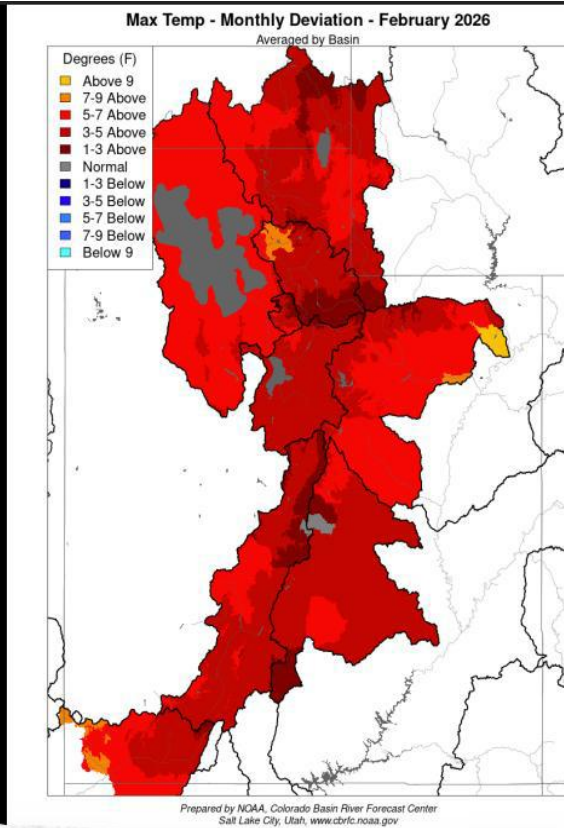 Max Temp - Monthly Deviation - February 2026
Averaged by Basin
Degrees (F)
Above 9
7-9 Above
5-7 Above
3-5 Above
1-3 Above
Normal
1-3 Below
3-5 Below
5-7 Below
7-9 Below
Below 9
Prepared by NOAA, Colorado Basin River Forecast Center
Salt Lake City, Utah, www.cbrfc.noaa.gov